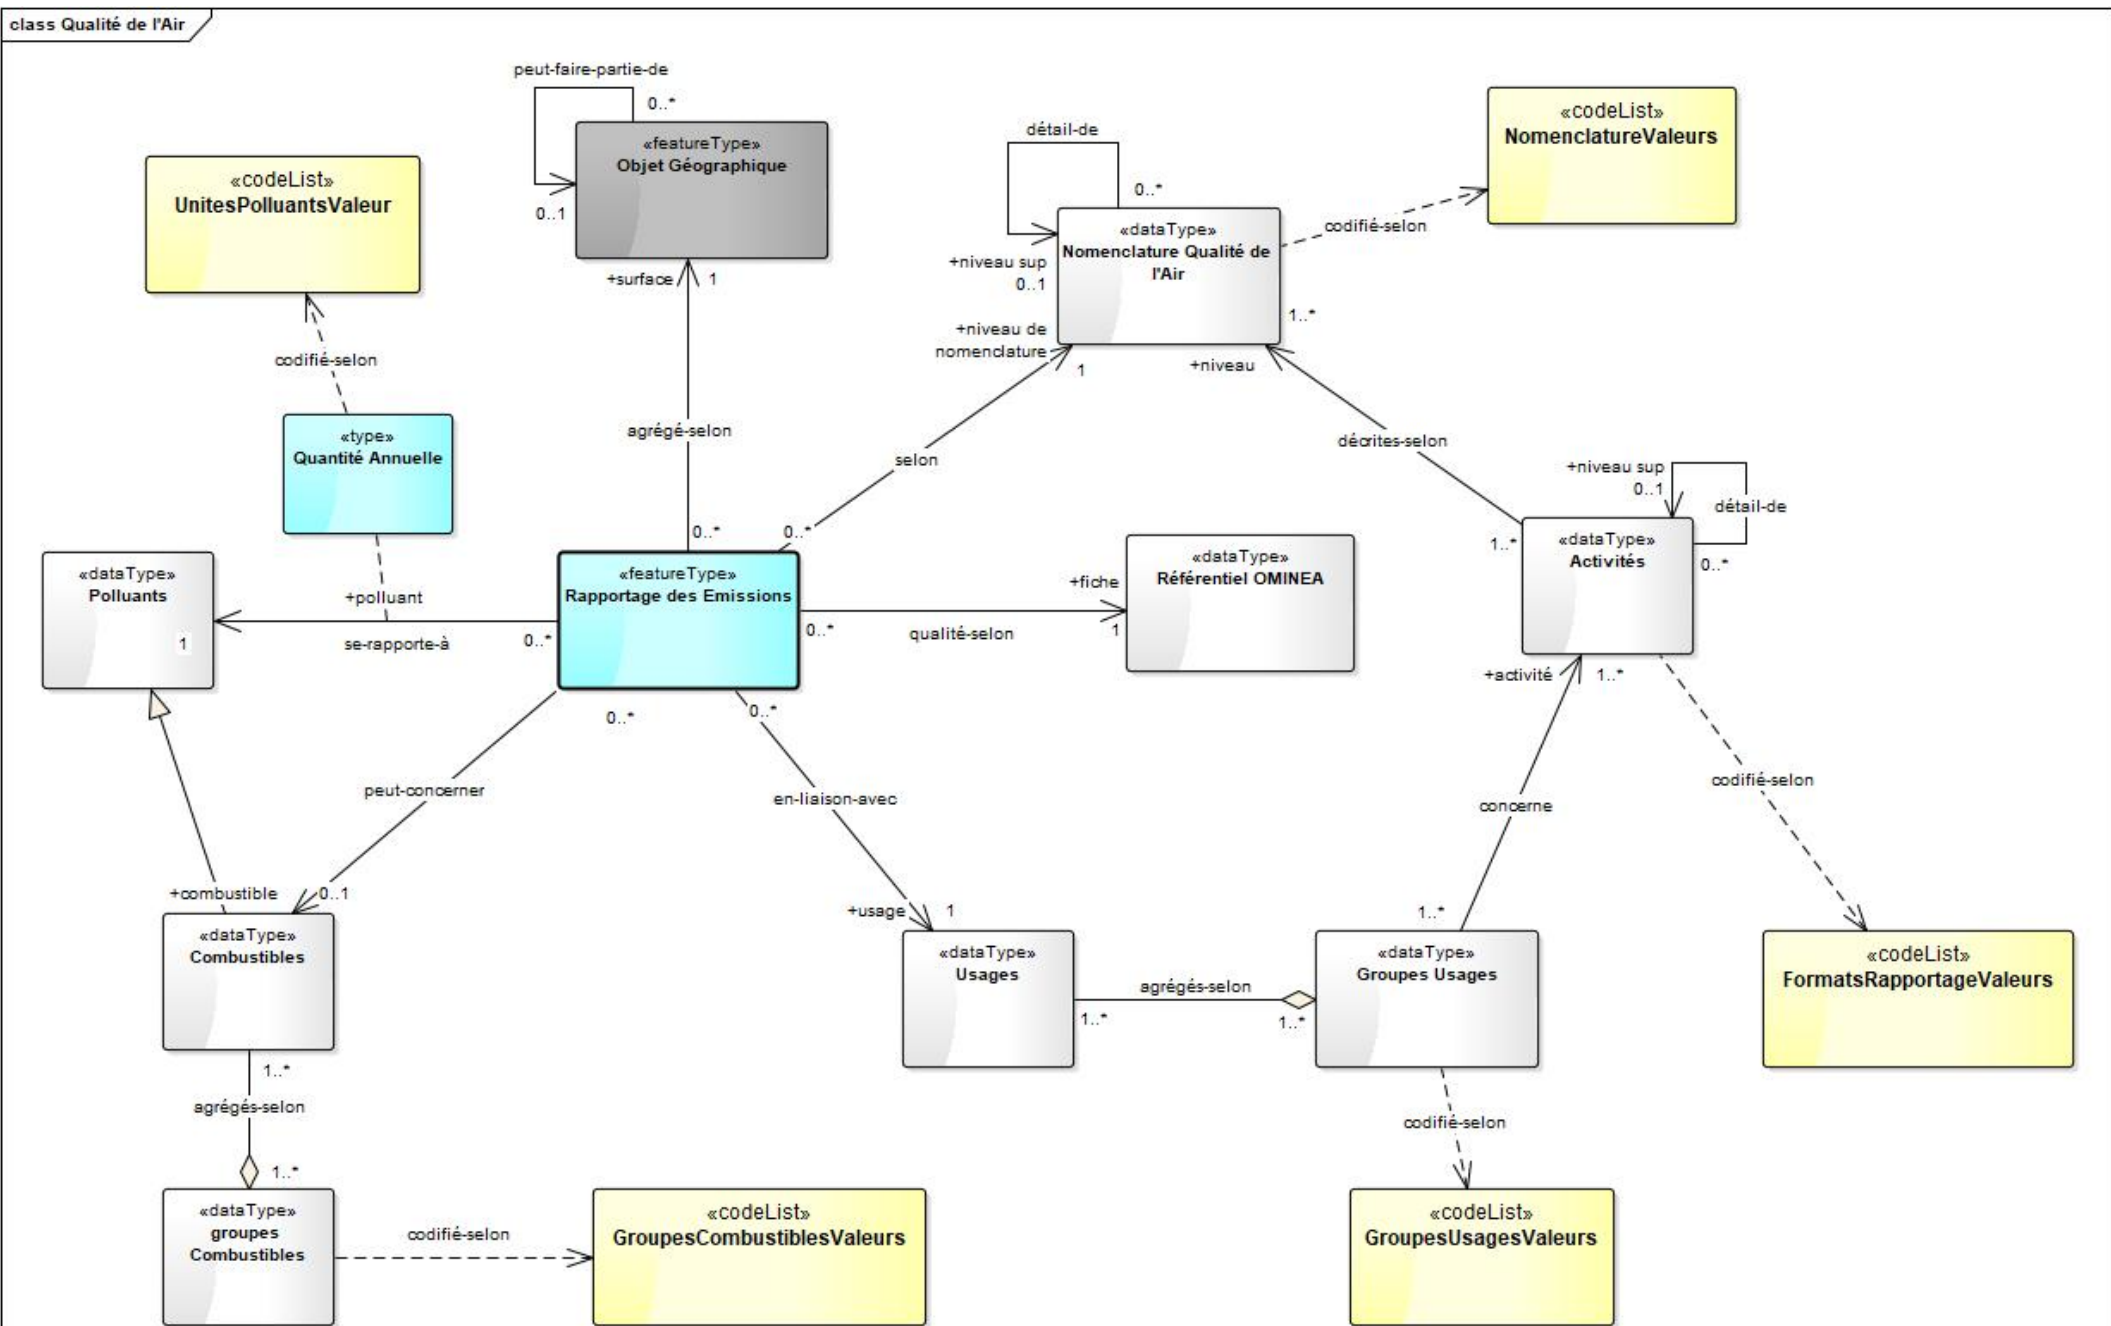 class Qualité de l'Air
peut-faire-partie-de
0..*
«featureType»
Objet Géographique
0..1
+surface
1
détail-de
0..*
«dataType»
Nomenclature Qualité de
l'Air
+niveau sup
0..1
1..*
+niveau de
nomenclature
1
+niveau
codifié-selon
«codeList»
NomenclatureValeurs
«codeList»
UnitesPolluantsValeur
codifié-selon
«type»
Quantité Annuelle
agrégé-selon
selon
décrites-selon
+niveau sup
0..1
détail-de
0..*
0..*
1..*
«dataType»
Activités
0..*
«dataType»
Polluants
1
+polluant
se-rapporte-à
0..*
«featureType»
Rapportage des Emissions
0..*
qualité-selon
+fiche
1
«dataType»
Référentiel OMINEA
+activité
1..*
0..*
0..*
peut-concerner
en-liaison-avec
concerne
codifié-selon
+combustible
0..1
+usage
1
1..*
«dataType»
Combustibles
«dataType»
Usages
agrégés-selon
1..*
1..*
«dataType»
Groupes Usages
«codeList»
FormatsRapportageValeurs
1..*
agrégés-selon
1..*
codifié-selon
«dataType»
groupes
Combustibles
codifié-selon
«codeList»
GroupesCombustiblesValeurs
«codeList»
GroupesUsagesValeurs